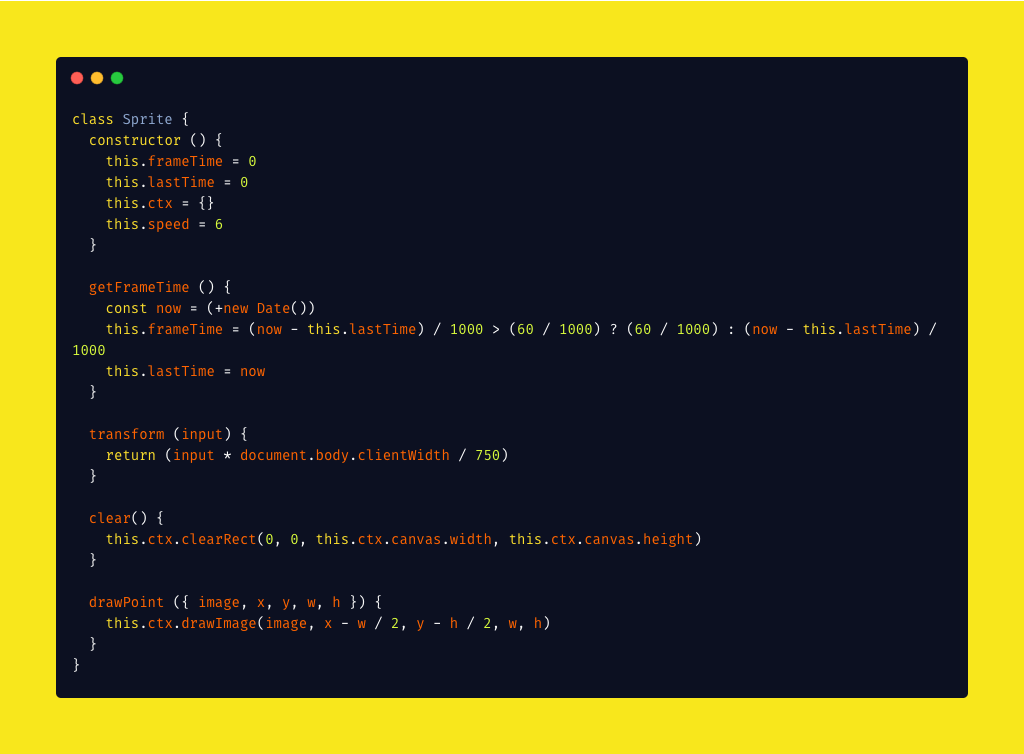 class Sprite {
  constructor () {
    this.frameTime = 0
    this.lastTime = 0
    this.ctx = {}
    this.speed = 6
  }

  getFrameTime () {
    const now = (+new Date())
    this.frameTime = (now - this.lastTime) / 1000 > (60 / 1000) ? (60 / 1000) : (now - this.lastTime) /
1000
    this.lastTime = now
  }

  transform (input) {
    return (input * document.body.clientWidth / 750)
  }

  clear() {
    this.ctx.clearRect(0, 0, this.ctx.canvas.width, this.ctx.canvas.height)
  }

  drawPoint ({ image, x, y, w, h }) {
    this.ctx.drawImage(image, x - w / 2, y - h / 2, w, h)
  }
}